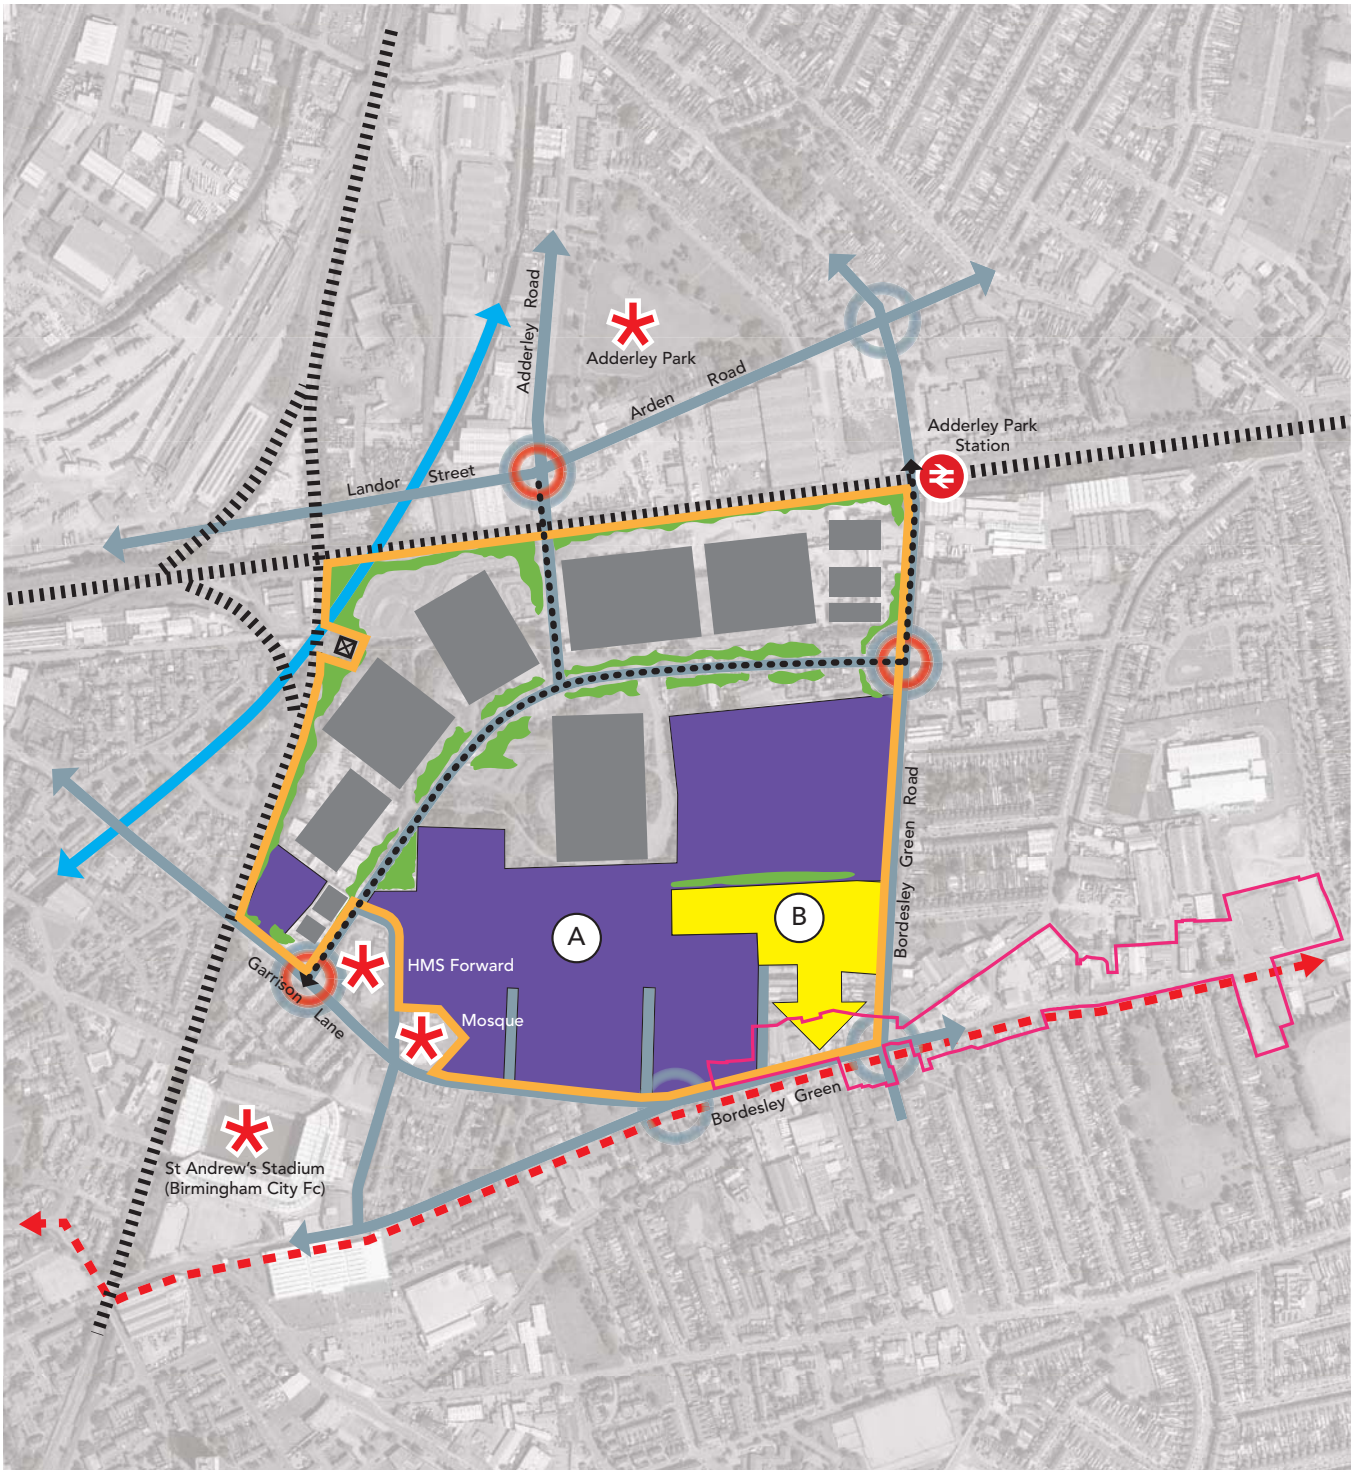 Adderley Road
Adderley Park
Arden Road
Adderley Park
Station
Landor Street
Bordesley Green Road
A
B
HMS Forward
Garrison Lane
Mosque
Bordesley Green
St Andrew's Stadium
(Birmingham City Fc)